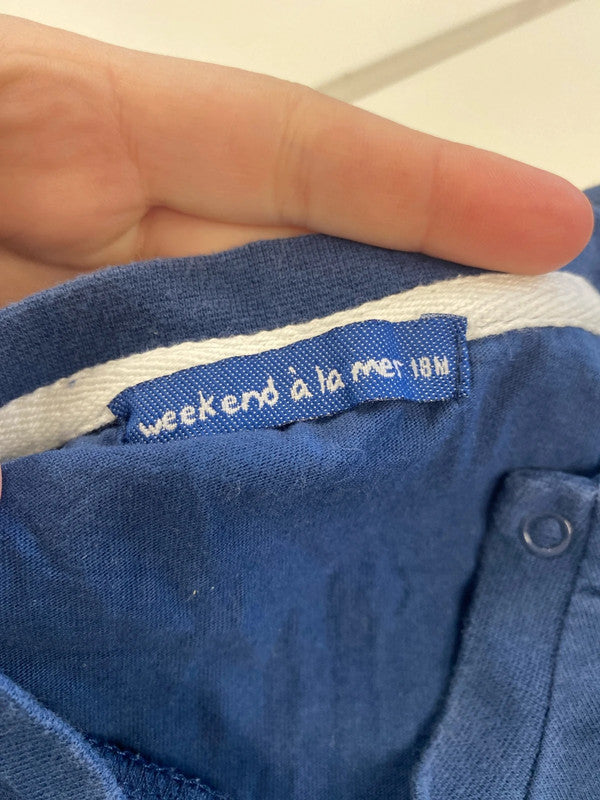 weekend à la mer 18M